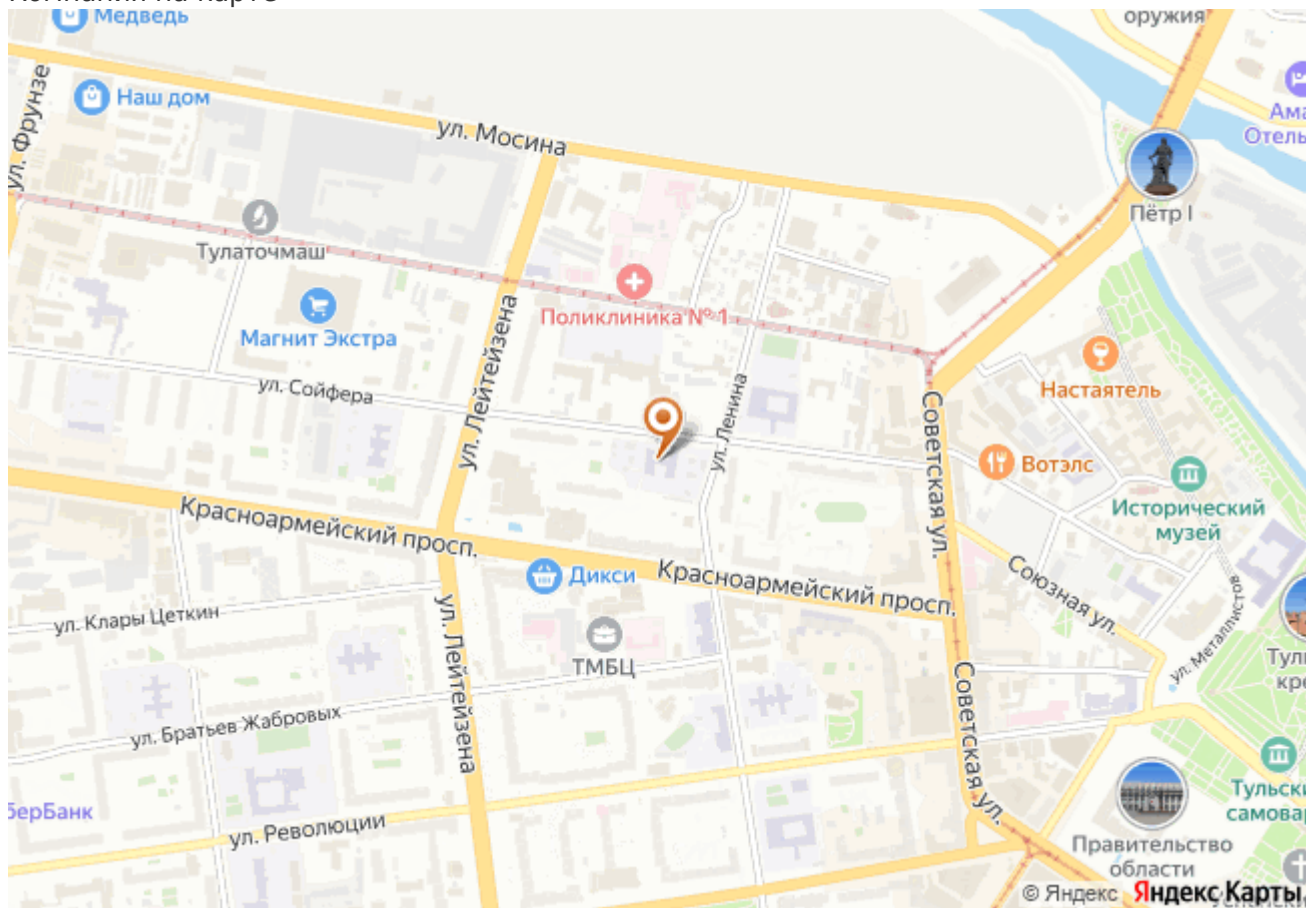 Медведь
оружия
Наш дом
ул. Фрунзе
ул. Мосина
Ама
Отель
Пётр I
Тулаточмаш
Поликлиника № 1
Магнит Экстра
ул. Лейтейзена
ул. Сойфера
ул. Ленина
Настаятель
Советская ул.
Вотэлс
Исторический
музей
Красноармейский просп.
Дикси
Красноармейский просп.
Союзная ул.
ул. Металлистов
ул. Клары Цеткин
ТМБЦ
ул. Лейтейзена
Советская ул.
Тул
кре
ул. Братьев Жабровых
берБанк
ул. Революции
Тульски
самовар
Правительство
области
© Яндекс Яндекс Карты